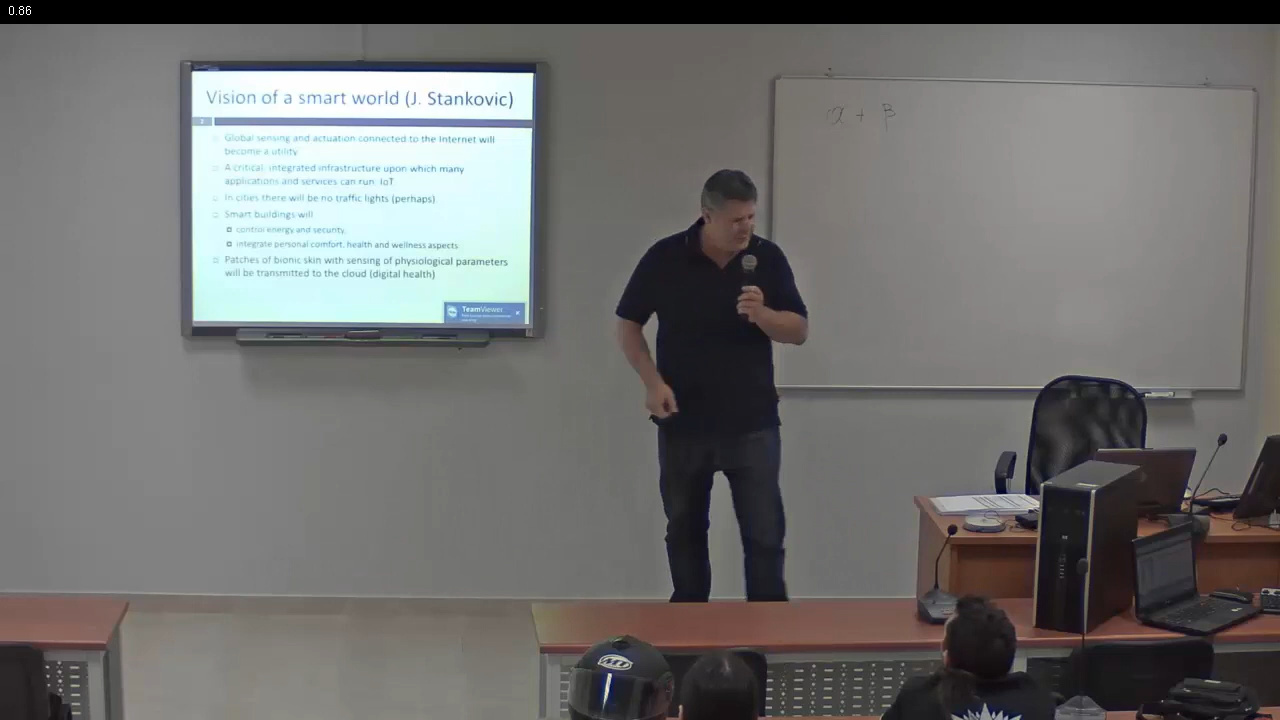 0.86
Vision of a smart world (J. Stankovic)
3
Global sensing and actuation connected to the Internet will
become a utility
A critical, integrated infrastructure upon which many
applications and services can run: IoT
In cities there will be no traffic lights (perhaps)
Smart buildings will
control energy and security,
integrate personal comfort, health and wellness aspects
Patches of bionic skin with sensing of physiological parameters
will be transmitted to the cloud (digital health)
TeamViewer
α + β